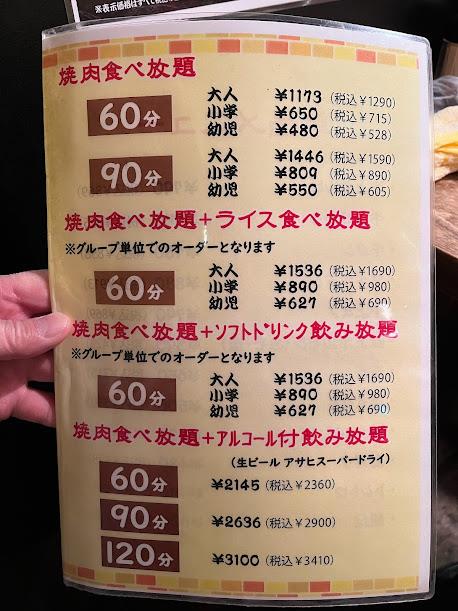 ※表示価格はすべて税
焼肉食べ放題
60分
大人 ¥1173 (税込¥1290)
小学 ¥650 (税込¥715)
幼児 ¥480 (税込¥528)
90分
大人 ¥1446 (税込¥1590)
小学 ¥809 (税込¥890)
幼児 ¥550 (税込¥605)
焼肉食べ放題+ライス食べ放題
※グループ単位でのオーダーとなります
60分
大人 ¥1536 (税込¥1690)
小学 ¥890 (税込¥980)
幼児 ¥627 (税込¥690)
焼肉食べ放題+ソフトドリンク飲み放題
※グループ単位でのオーダーとなります
60分
大人 ¥1536 (税込¥1690)
小学 ¥890 (税込¥980)
幼児 ¥627 (税込¥690)
焼肉食べ放題+アルコール付飲み放題
(生ビール アサヒスーパードライ)
60分 ¥2145 (税込¥2360)
90分 ¥2636 (税込¥2900)
120分 ¥3100 (税込¥3410)